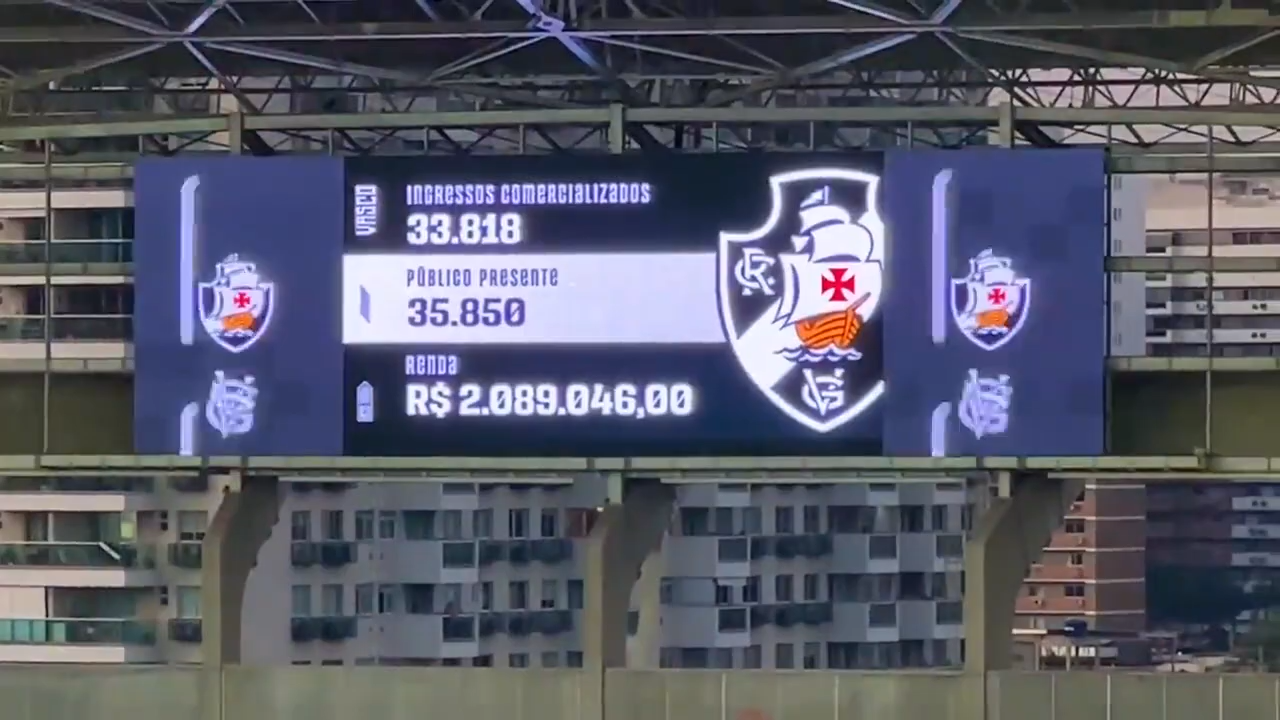 VASCO
INGRESSOS COMERCIALIZADOS
33.818
PÚBLICO PRESENTE
35.850
RENDA
R$ 2.089.046,00